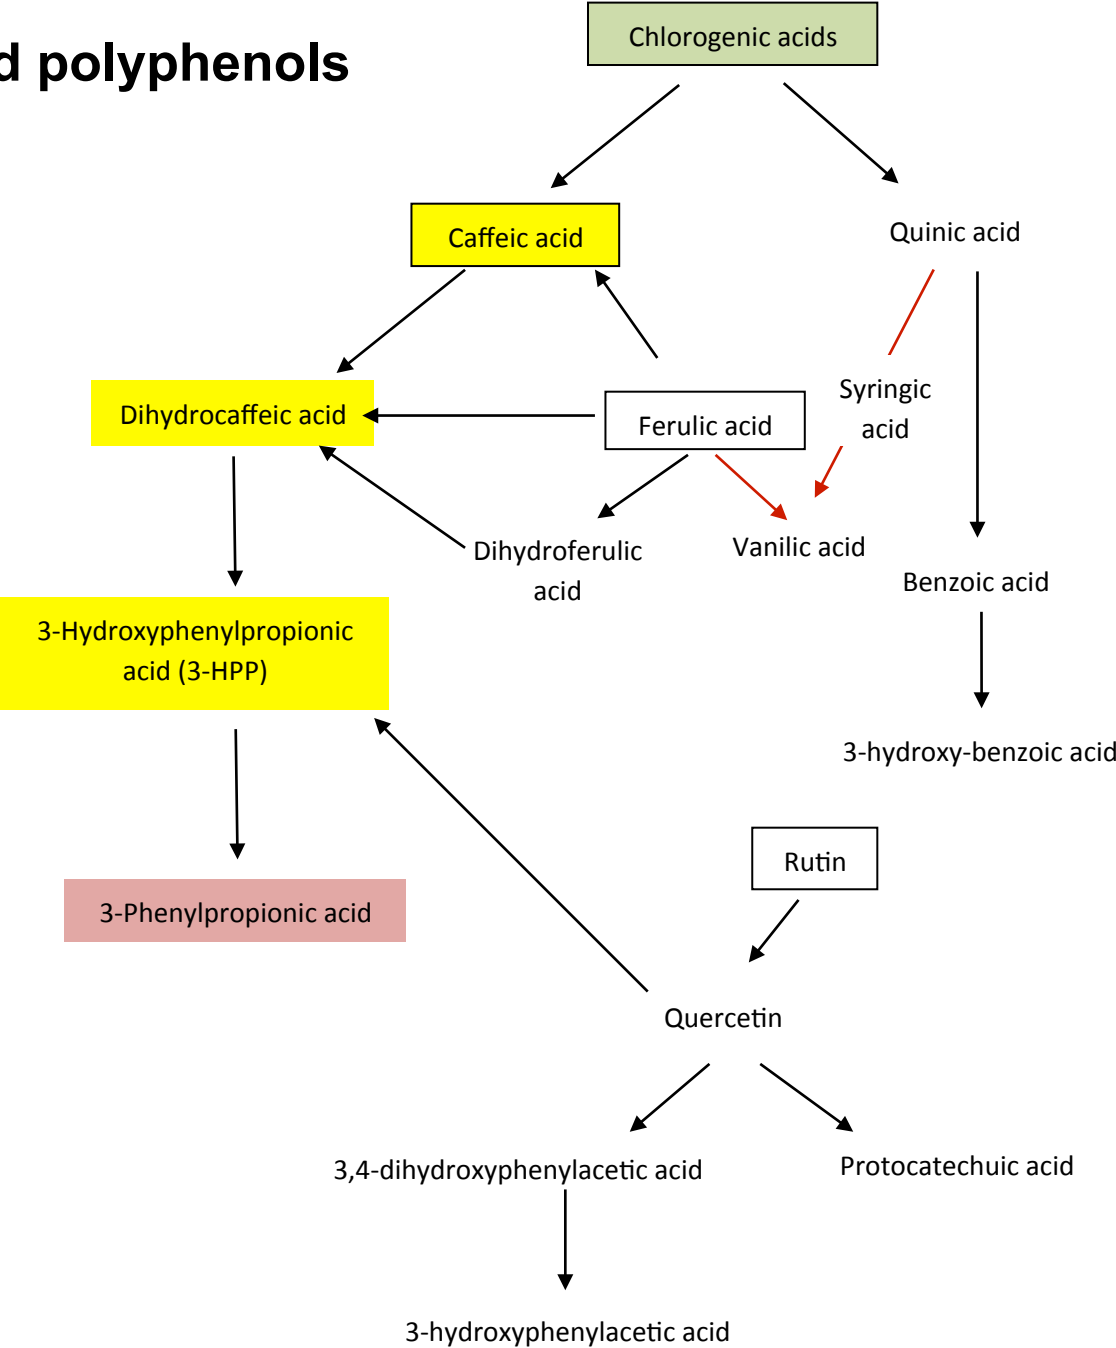 d polyphenols
Chlorogenic acids
Caffeic acid
Quinic acid
Dihydrocaffeic acid
Ferulic acid
Syringic
acid
Dihydroferulic
acid
Vanilic acid
Benzoic acid
3-Hydroxyphenylpropionic
acid (3-HPP)
3-hydroxy-benzoic acid
Rutin
3-Phenylpropionic acid
Quercetin
3,4-dihydroxyphenylacetic acid
Protocatechuic acid
3-hydroxyphenylacetic acid